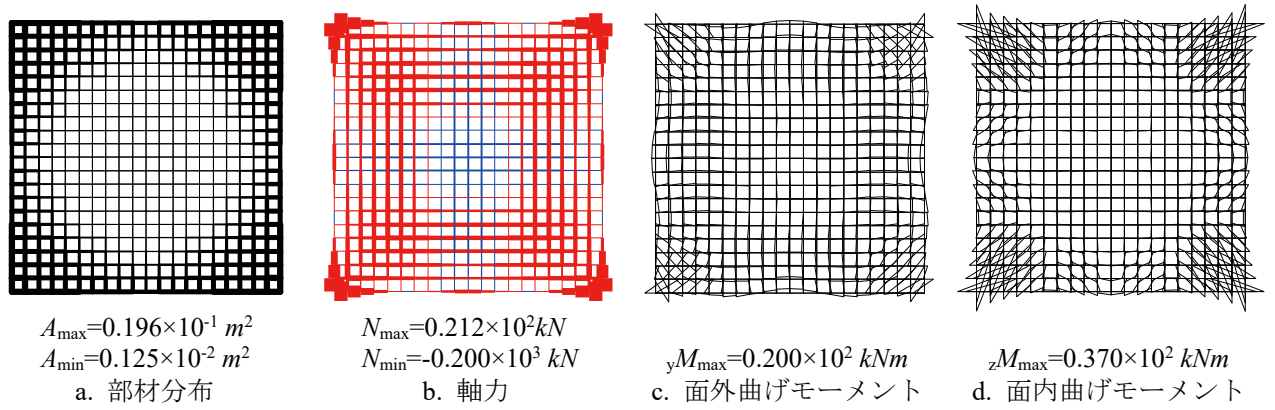 Amax=0.196×10-1 m2
Amin=0.125×10-2 m2
a. 部材分布
Nmax=0.212×102kN
Nmin=-0.200×103 kN
b. 軸力
yMmax=0.200×102 kNm
c. 面外曲げモーメント
zMmax=0.370×102 kNm
d. 面内曲げモーメント